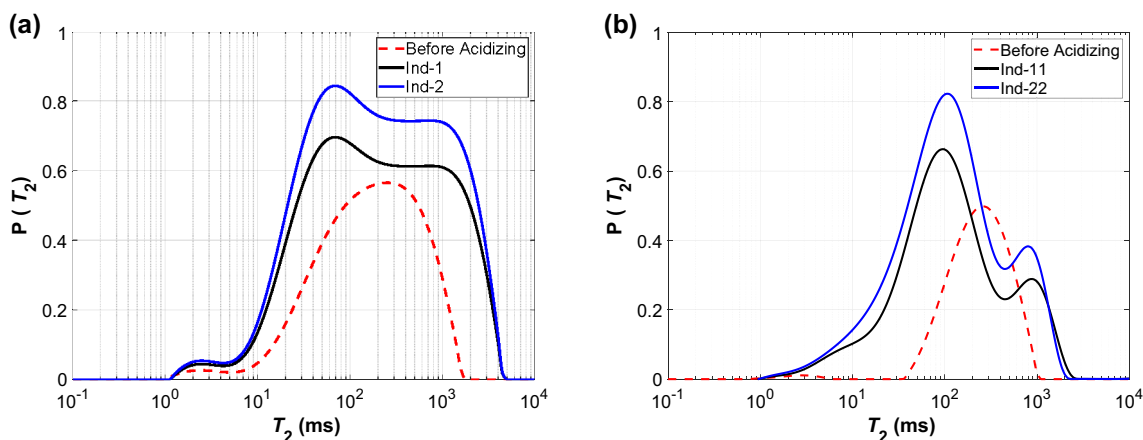 (a)
1
0.8
0.6
0.4
0.2
0
P ( T2)
10-1 100 101 102 103 104
T2 (ms)
Before Acidizing
Ind-1
Ind-2
(b)
1
0.8
0.6
0.4
0.2
0
P ( T2)
10-1 100 101 102 103 104
T2 (ms)
Before Acidizing
Ind-11
Ind-22